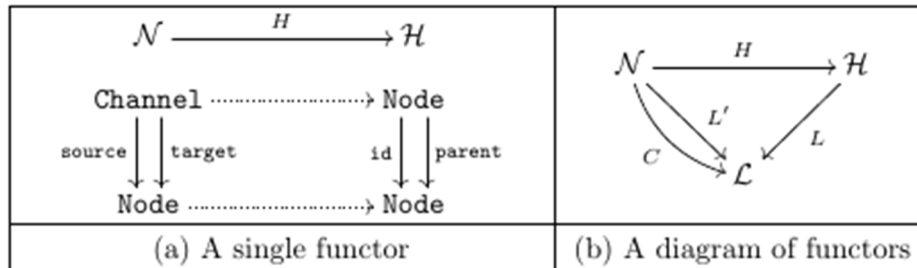 𝒩 H ℋ
Channel Node
source target id parent
Node Node
(a) A single functor
𝒩 H ℋ
L′
C L
ℒ
(b) A diagram of functors